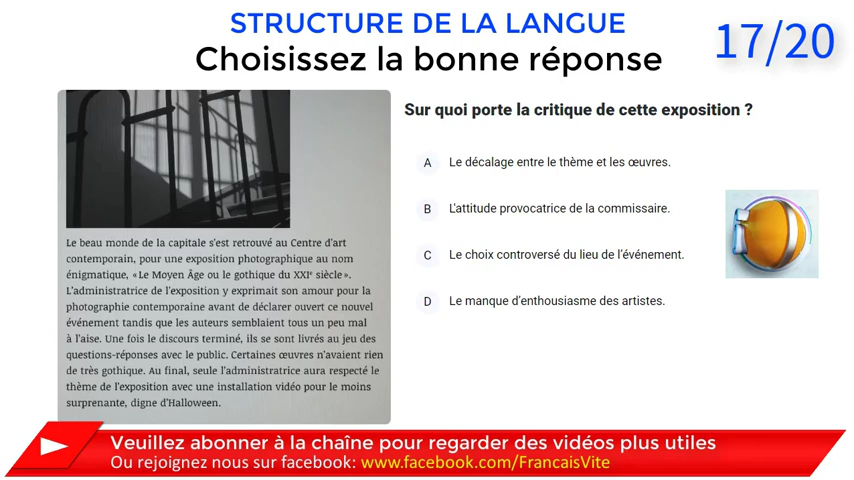 STRUCTURE DE LA LANGUE
Choisissez la bonne réponse
17/20
Le beau monde de la capitale s'est retrouvé au Centre d'art
contemporain, pour une exposition photographique au nom
énigmatique, «Le Moyen Âge ou le gothique du XXIe siècle».
L'administratrice de l'exposition y exprimait son amour pour la
photographie contemporaine avant de déclarer ouvert ce nouvel
événement tandis que les auteurs semblaient tous un peu mal
à l'aise. Une fois le discours terminé, ils se sont livrés au jeu des
questions-réponses avec le public. Certaines œuvres n'avaient rien
de très gothique. Au final, seule l'administratrice aura respecté le
thème de l'exposition avec une installation vidéo pour le moins
surprenante, digne d'Halloween.
Sur quoi porte la critique de cette exposition ?
A Le décalage entre le thème et les œuvres.
B L'attitude provocatrice de la commissaire.
C Le choix controversé du lieu de l'événement.
D Le manque d'enthousiasme des artistes.
Veuillez abonner à la chaîne pour regarder des vidéos plus utiles
Ou rejoignez nous sur facebook: www.facebook.com/FrancaisVite